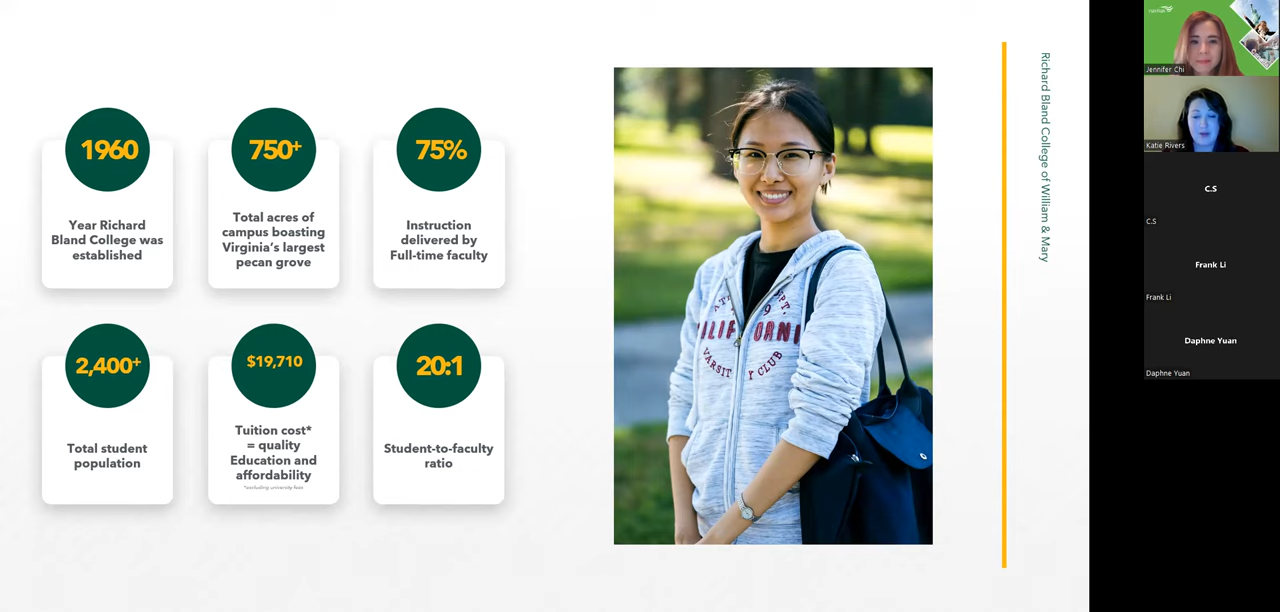 1960
Year Richard
Bland College was
established
750+
Total acres of
campus boasting
Virginia's largest
pecan grove
75%
Instruction
delivered by
Full-time faculty
2,400+
Total student
population
$19,710
Tuition cost*
= quality
Education and
affordability
*excluding university fees
20:1
Student-to-faculty
ratio
Richard Bland College of William & Mary
Jennifer Chi
Katie Rivers
C.S
C.S
Frank Li
Frank Li
Daphne Yuan
Daphne Yuan